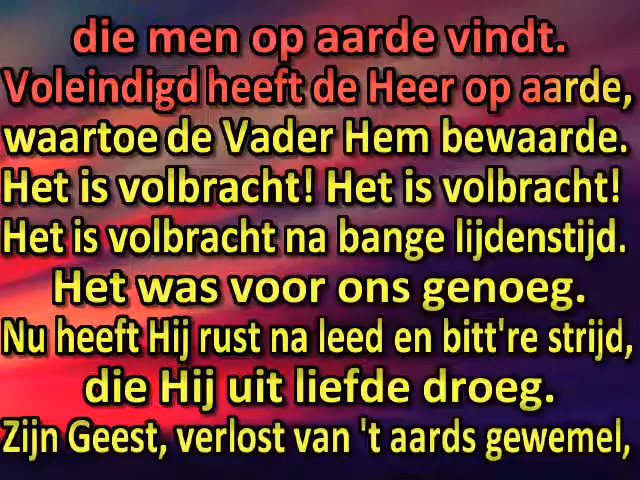 die men op aarde vindt.
Voleindigd heeft de Heer op aarde,
waartoe de Vader Hem bewaarde.
Het is volbracht! Het is volbracht!
Het is volbracht na bange lijdenstijd.
Het was voor ons genoeg.
Nu heeft Hij rust na leed en bitt're strijd,
die Hij uit liefde droeg.
Zijn Geest, verlost van 't aards gewemel,